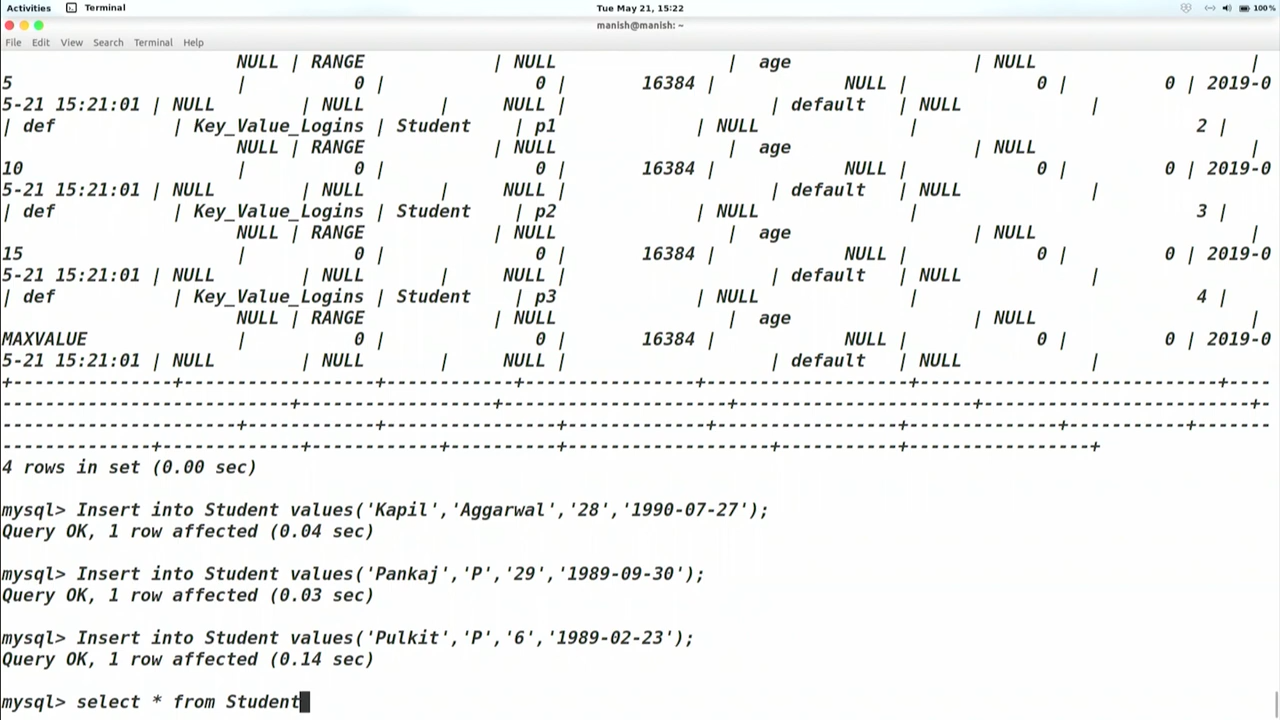 Activities Terminal Tue May 21, 15:22 100%
manish@manish: ~
File Edit View Search Terminal Help
NULL | RANGE | NULL | age | NULL |
5 | 0 | 0 | 16384 | NULL | 0 | 0 | 2019-0
5-21 15:21:01 | NULL | NULL | NULL | | default | NULL |
| def | Key_Value_Logins | Student | p1 | NULL | 2 |
NULL | RANGE | NULL | age | NULL |
10 | 0 | 0 | 16384 | NULL | 0 | 0 | 2019-0
5-21 15:21:01 | NULL | NULL | NULL | | default | NULL |
| def | Key_Value_Logins | Student | p2 | NULL | 3 |
NULL | RANGE | NULL | age | NULL |
15 | 0 | 0 | 16384 | NULL | 0 | 0 | 2019-0
5-21 15:21:01 | NULL | NULL | NULL | | default | NULL |
| def | Key_Value_Logins | Student | p3 | NULL | 4 |
NULL | RANGE | NULL | age | NULL |
MAXVALUE | 0 | 0 | 16384 | NULL | 0 | 0 | 2019-0
5-21 15:21:01 | NULL | NULL | NULL | | default | NULL |
+----------------+------------------+------------+----------------+-------------------+----------------------------+----
---------------------------+------------------+---------------------+----------------------+-------------------------+-
----------------------+------------+----------------+-------------+-----------------+--------------+-----------+-------
--------------+-------------+------------+----------+-------------------+-----------+-----------------+
4 rows in set (0.00 sec)
mysql> Insert into Student values('Kapil','Aggarwal','28','1990-07-27');
Query OK, 1 row affected (0.04 sec)
mysql> Insert into Student values('Pankaj','P','29','1989-09-30');
Query OK, 1 row affected (0.03 sec)
mysql> Insert into Student values('Pulkit','P','6','1989-02-23');
Query OK, 1 row affected (0.14 sec)
mysql> select * from Student